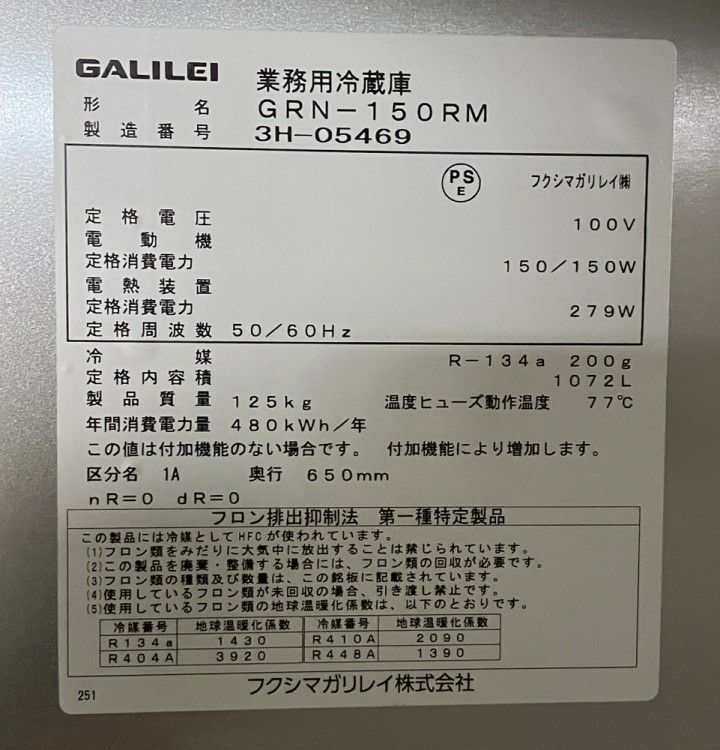 GALILEI 業務用冷蔵庫
形名 GRN-150RM
製造番号 3H-05469
PS E フクシマガリレイ㈱
定格電圧 100V
電動機
定格消費電力 150/150W
電熱装置
定格消費電力 279W
定格周波数 50/60Hz
冷媒 R-134a 200g
定格内容積 1072L
製品質量 125kg 温度ヒューズ動作温度 77℃
年間消費電力量 480kWh/年
この値は付加機能のない場合です。 付加機能により増加します。
区分名 1A 奥行 650mm
nR=0 dR=0
フロン排出抑制法 第一種特定製品
この製品には冷媒としてHFCが使われています。
(1)フロン類をみだりに大気中に放出することは禁じられています。
(2)この製品を廃棄・整備する場合には、フロン類の回収が必要です。
(3)フロン類の種類及び数量は、この銘板に記載されています。
(4)使用しているフロン類が未回収の場合、引き渡し禁止です。
(5)使用しているフロン類の地球温暖化係数は、以下のとおりです。
冷媒番号 地球温暖化係数 冷媒番号 地球温暖化係数
R134a 1430 R410A 2090
R404A 3920 R448A 1390
251 フクシマガリレイ株式会社